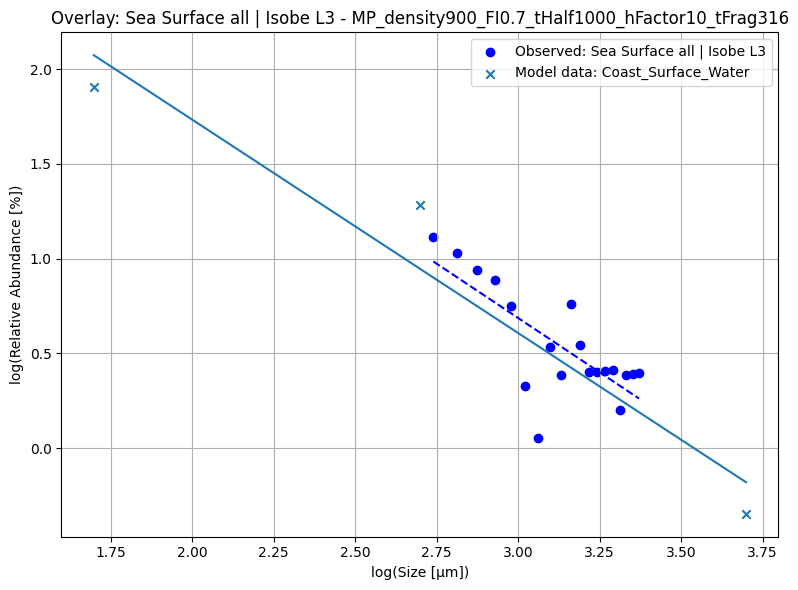 Overlay: Sea Surface all | Isobe L3 - MP_density900_FI0.7_tHalf1000_hFactor10_tFrag316
Observed: Sea Surface all | Isobe L3
Model data: Coast_Surface_Water
log(Relative Abundance [%])
2.0
1.5
1.0
0.5
0.0
1.75 2.00 2.25 2.50 2.75 3.00 3.25 3.50 3.75
log(Size [μm])